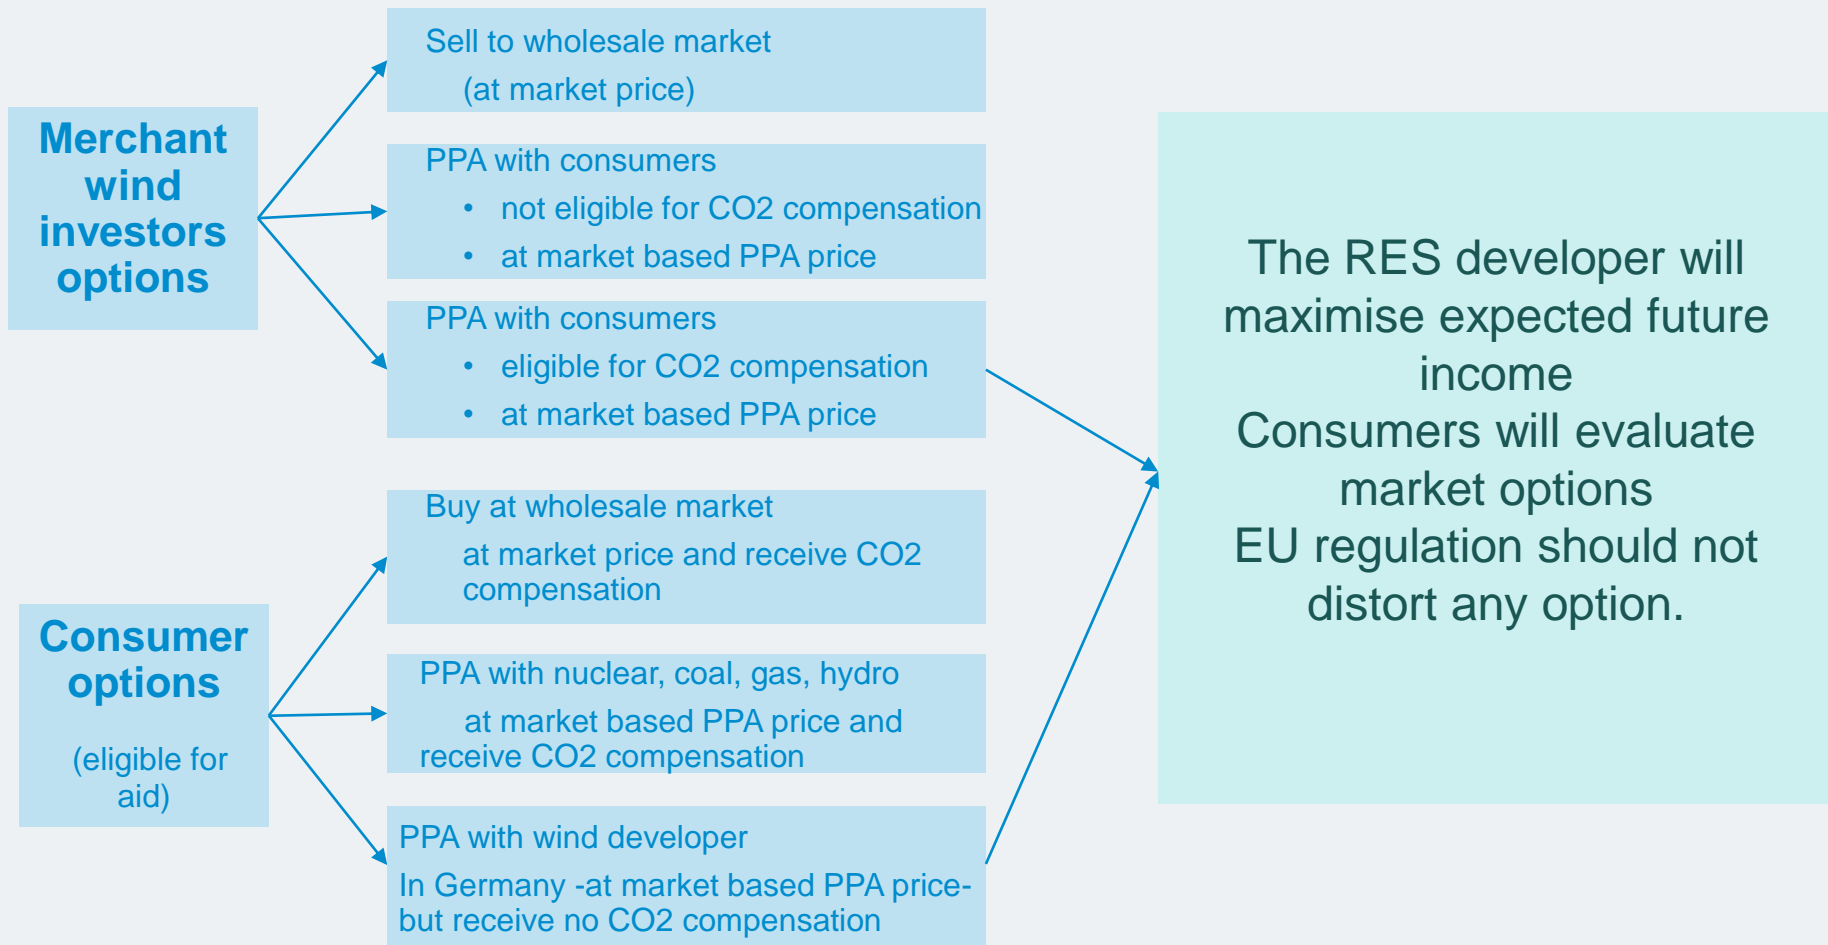 Merchant
wind
investors
options
Sell to wholesale market
(at market price)
PPA with consumers
• not eligible for CO2 compensation
• at market based PPA price
PPA with consumers
• eligible for CO2 compensation
• at market based PPA price
Consumer
options
(eligible for
aid)
Buy at wholesale market
at market price and receive CO2
compensation
PPA with nuclear, coal, gas, hydro
at market based PPA price and
receive CO2 compensation
PPA with wind developer
In Germany -at market based PPA price-
but receive no CO2 compensation
The RES developer will
maximise expected future
income
Consumers will evaluate
market options
EU regulation should not
distort any option.